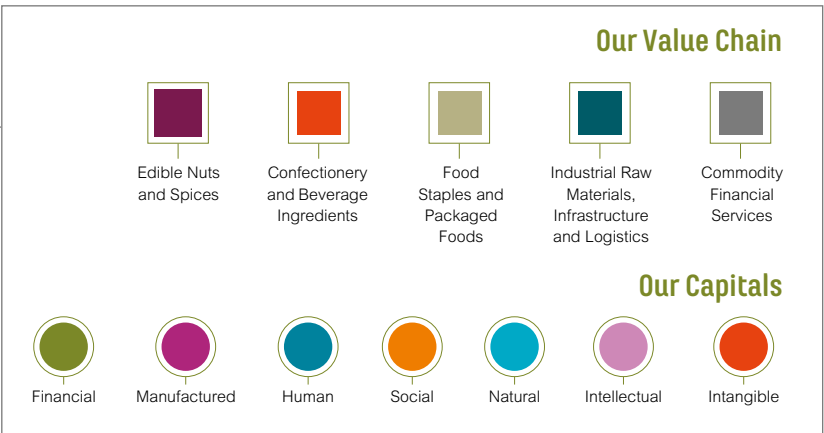 Our Value Chain
Edible Nuts
and Spices
Confectionery
and Beverage
Ingredients
Food
Staples and
Packaged
Foods
Industrial Raw
Materials,
Infrastructure
and Logistics
Commodity
Financial
Services
Our Capitals
Financial
Manufactured
Human
Social
Natural
Intellectual
Intangible